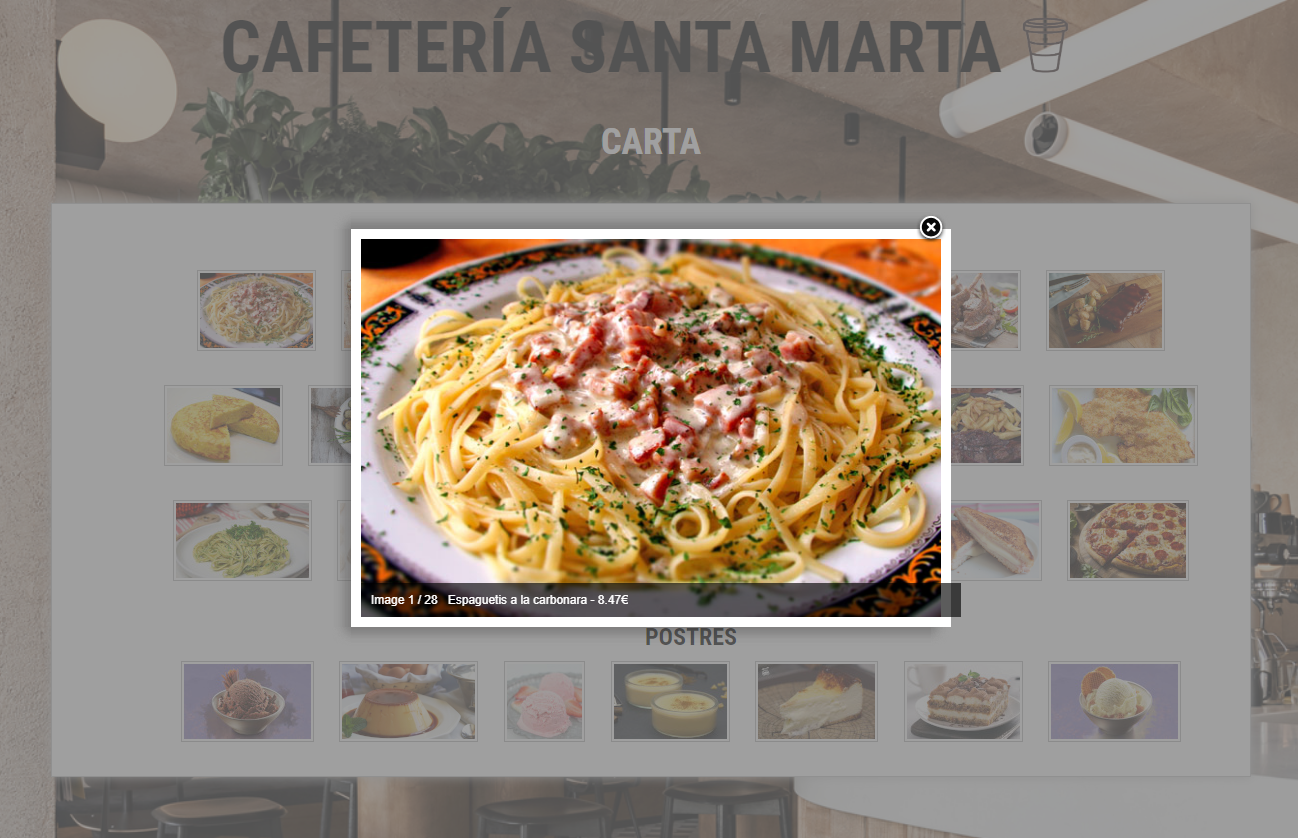 CAFETERÍA SANTA MARTA
CARTA
Image 1 / 28 Espaguetis a la carbonara - 8.47€
POSTRES